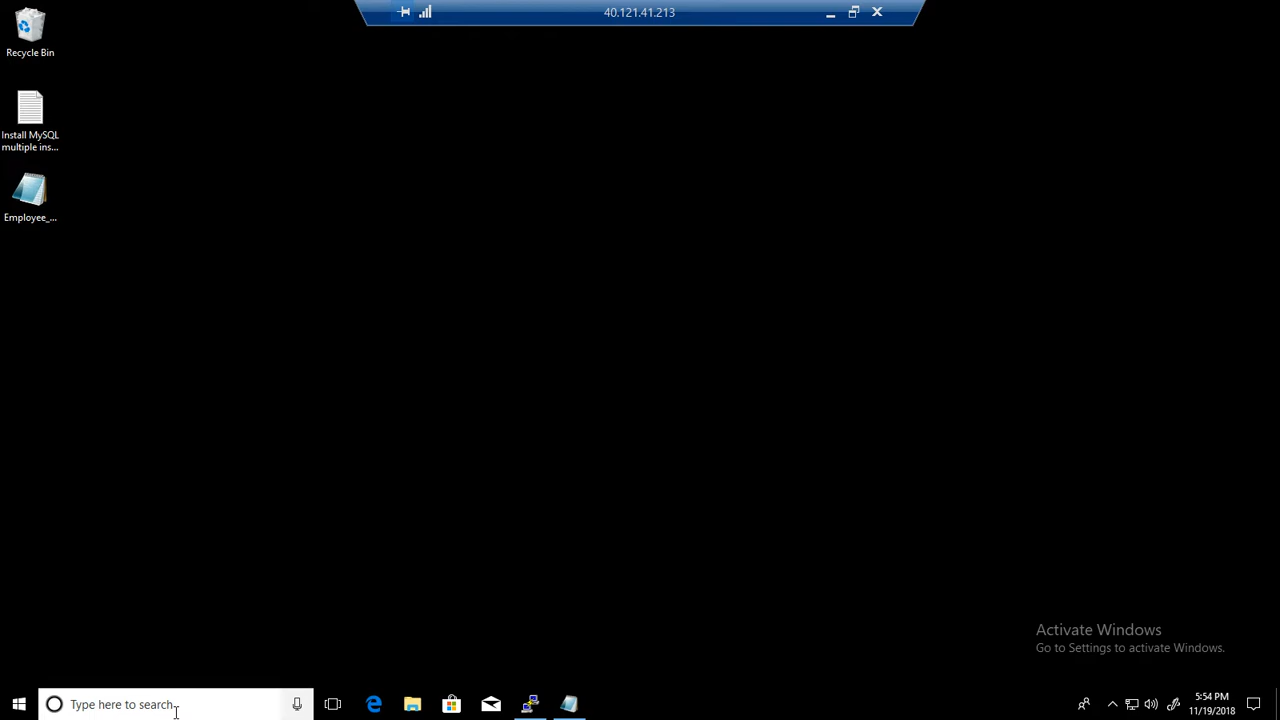 40.121.41.213
Recycle Bin
Install MySQL
multiple ins...
Employee_...
Activate Windows
Go to Settings to activate Windows.
Type here to search
5:54 PM
11/19/2018